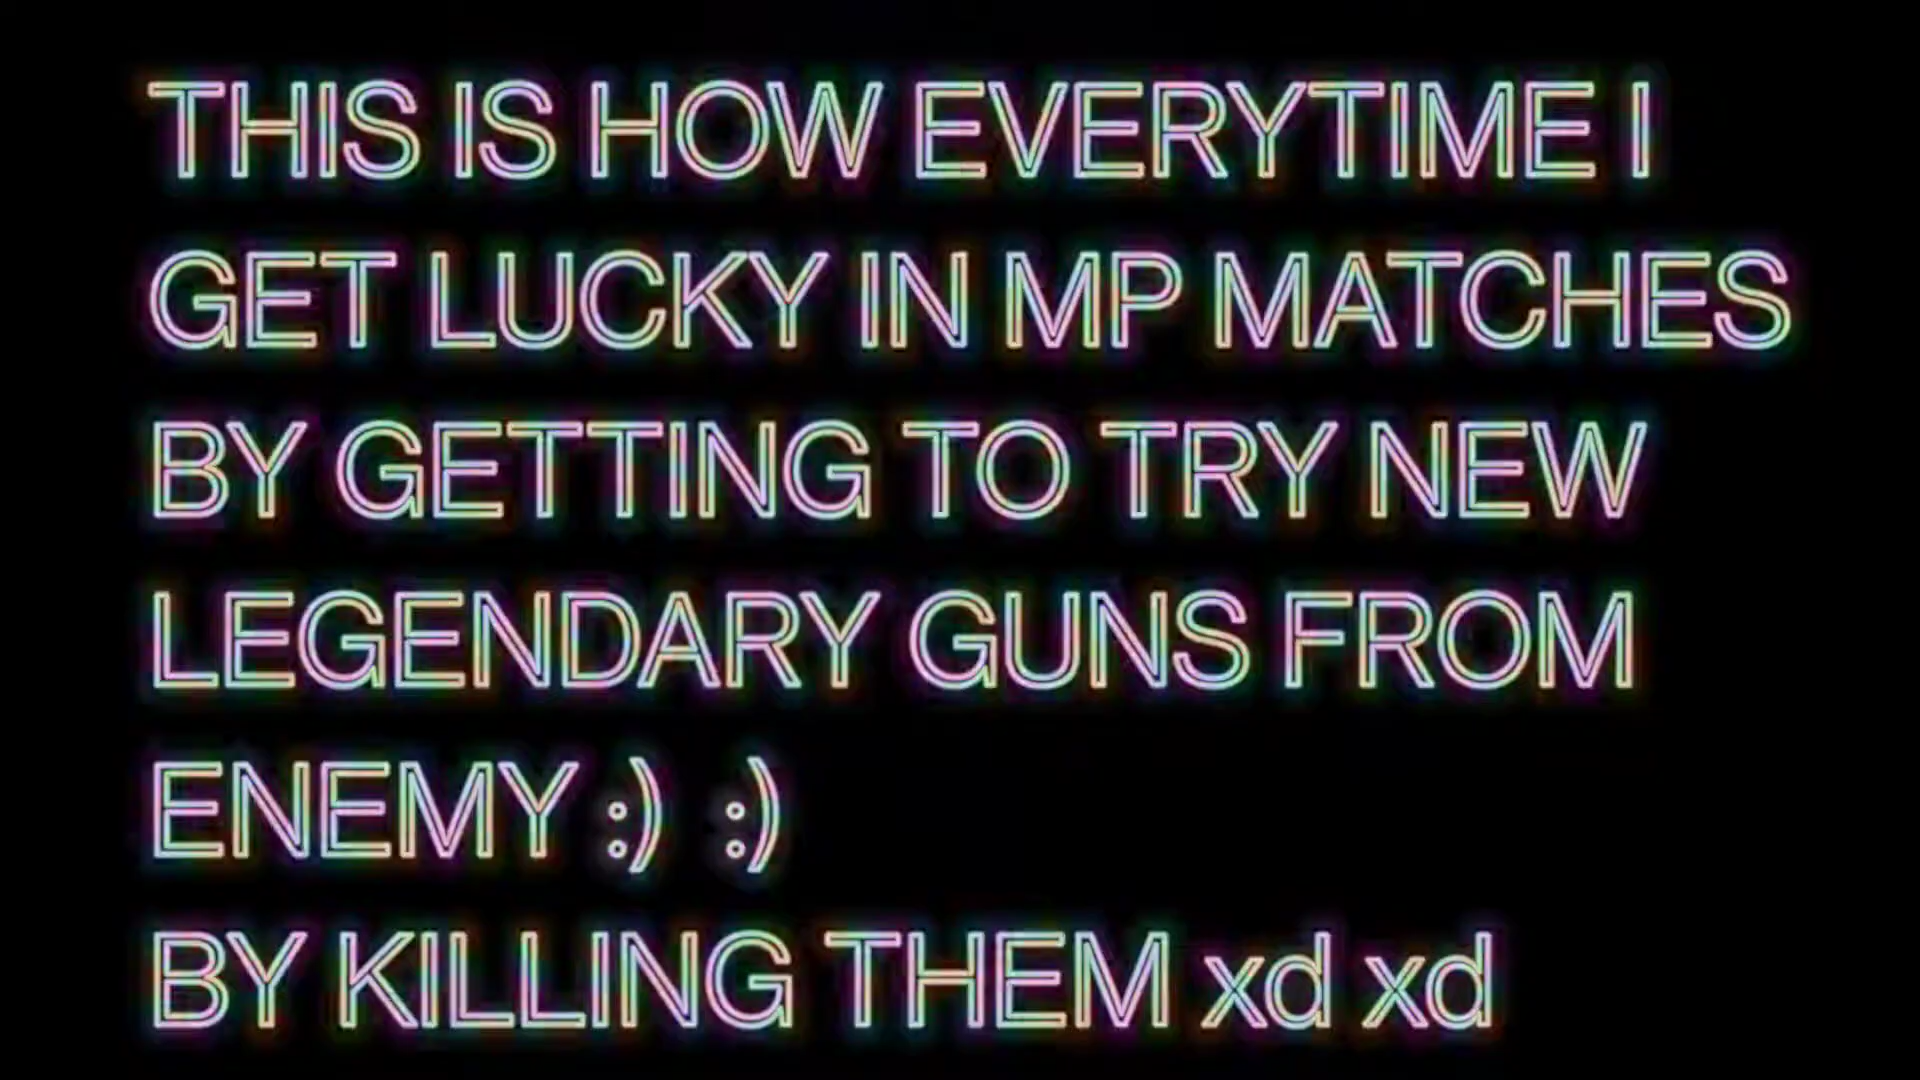 THIS IS HOW EVERYTIME I
GET LUCKY IN MP MATCHES
BY GETTING TO TRY NEW
LEGENDARY GUNS FROM
ENEMY :) :)
BY KILLING THEM xd xd